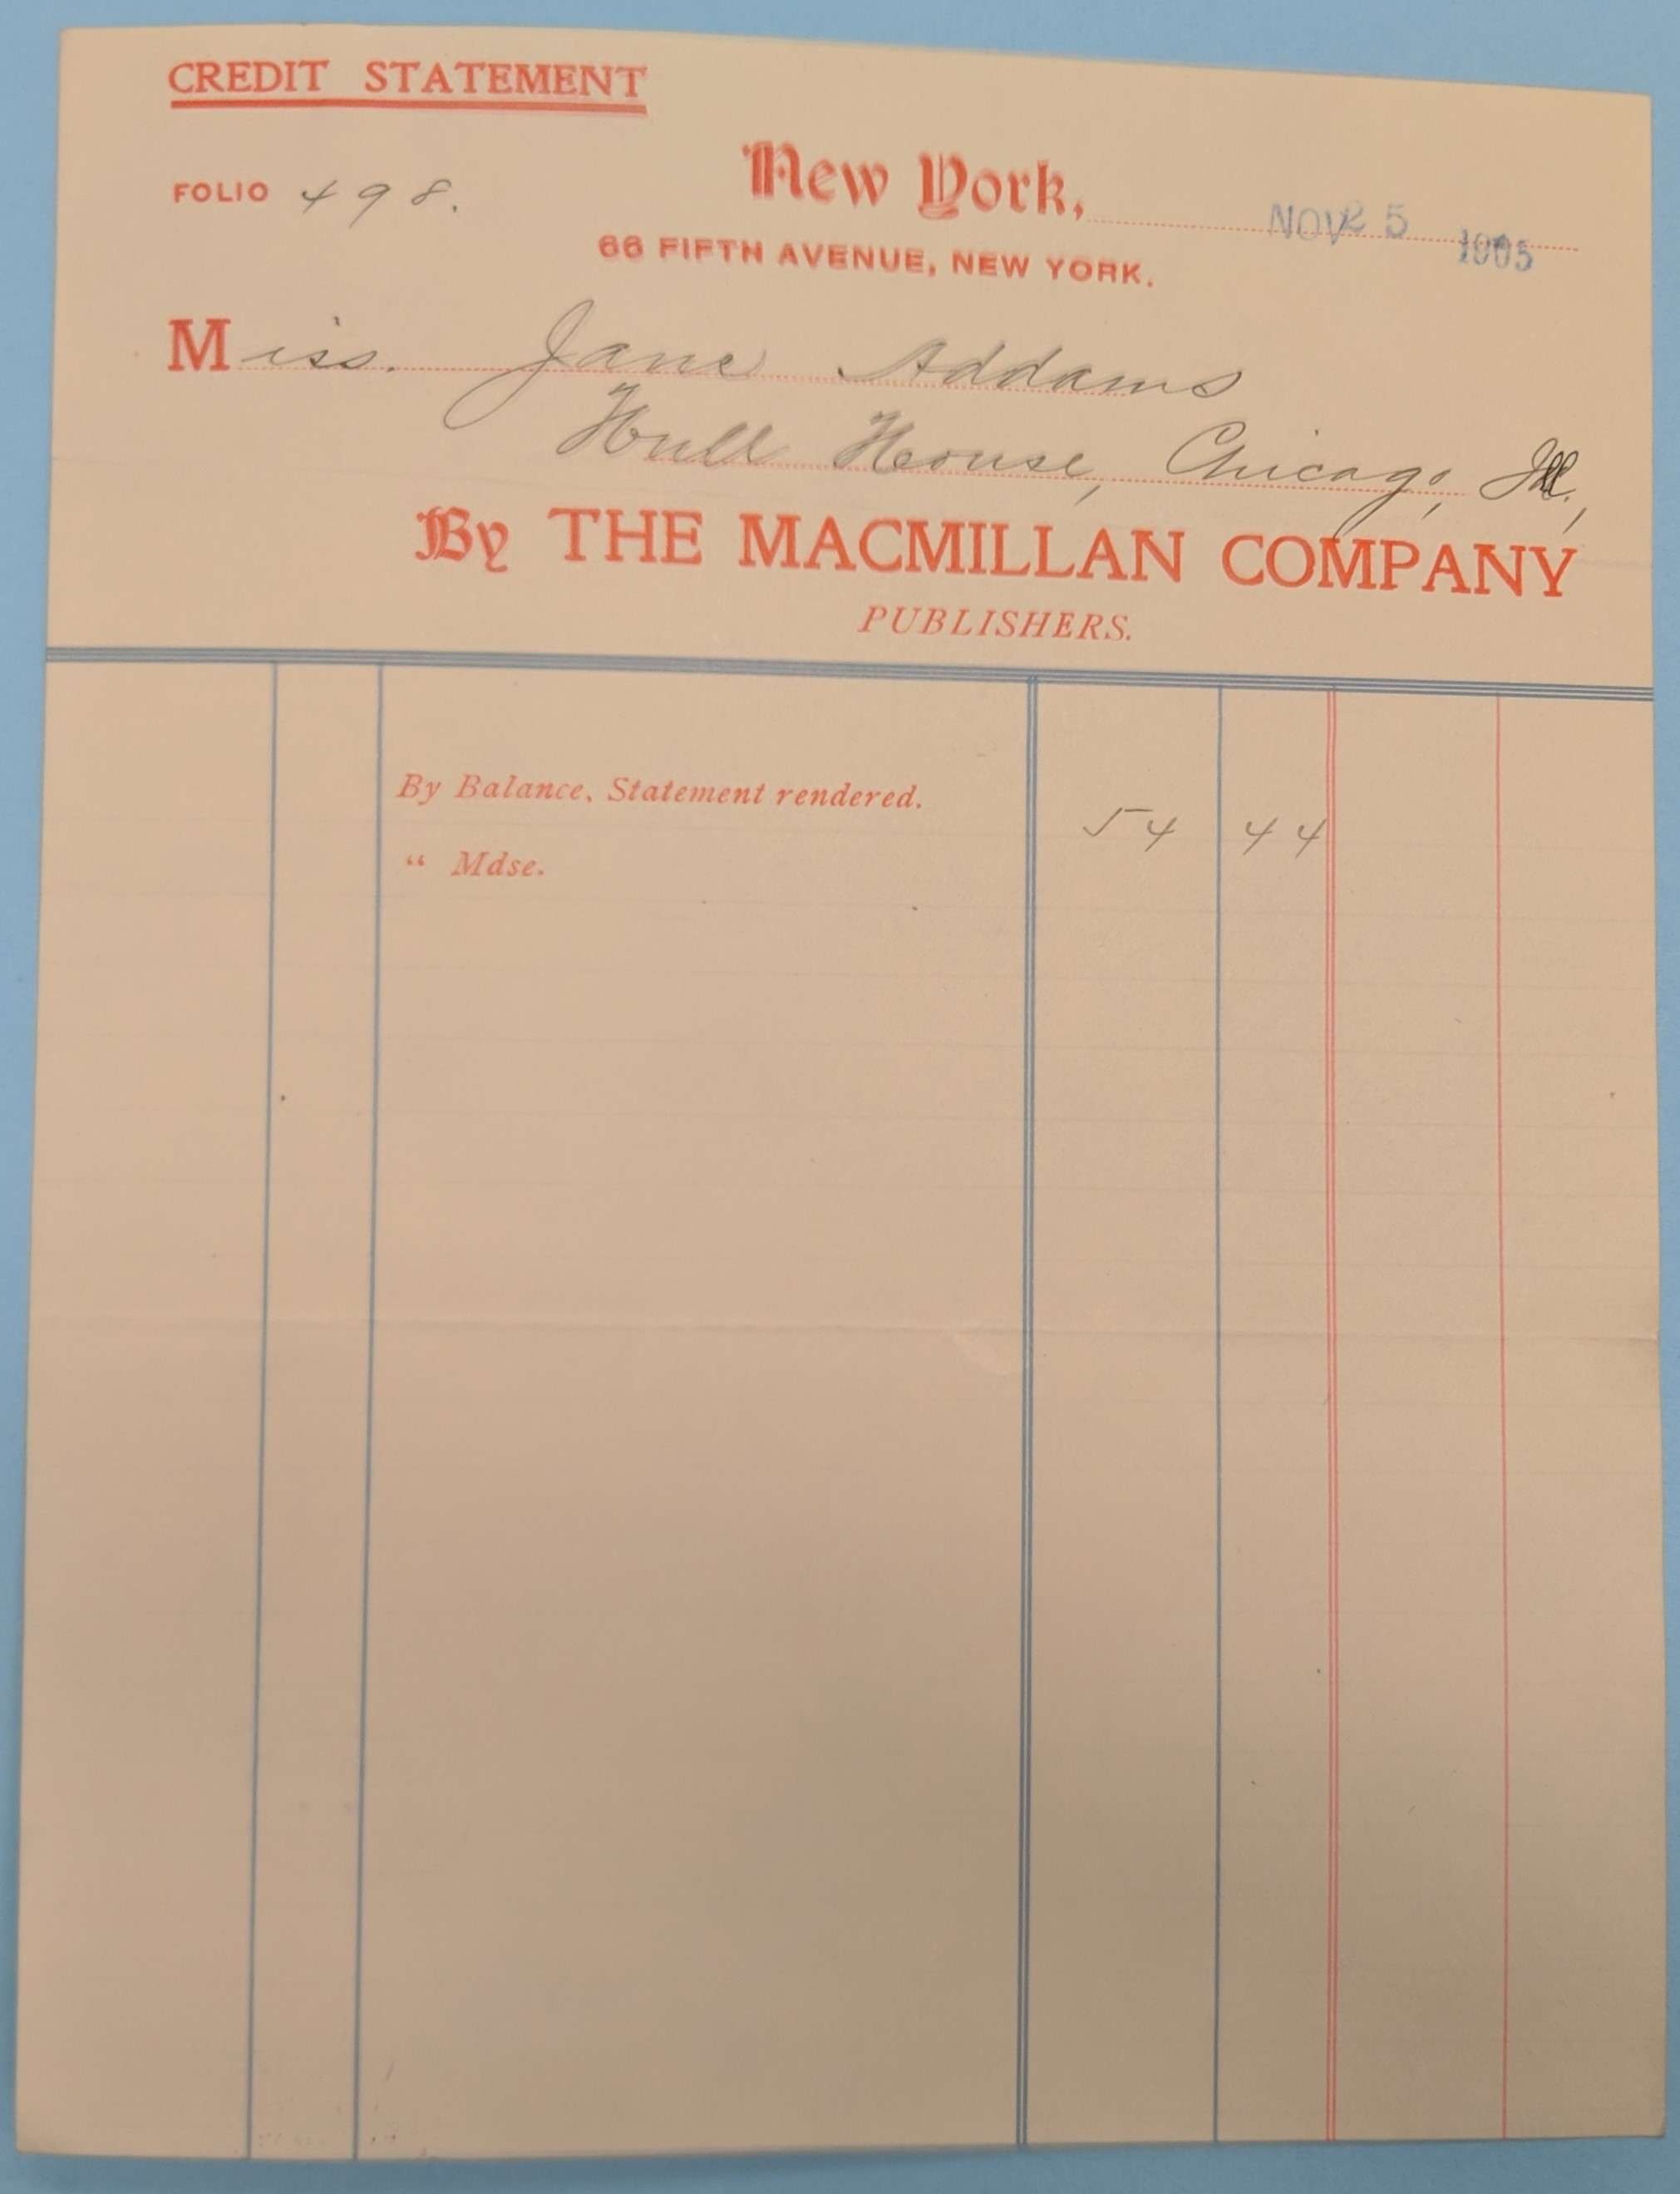 CREDIT STATEMENT
FOLIO 498.
New York, NOV 25 1905
66 FIFTH AVENUE, NEW YORK.
Miss. Jane Addams
Hull House, Chicago, Ill.,
By THE MACMILLAN COMPANY
PUBLISHERS.
By Balance, Statement rendered. 54 44
“ Mdse.